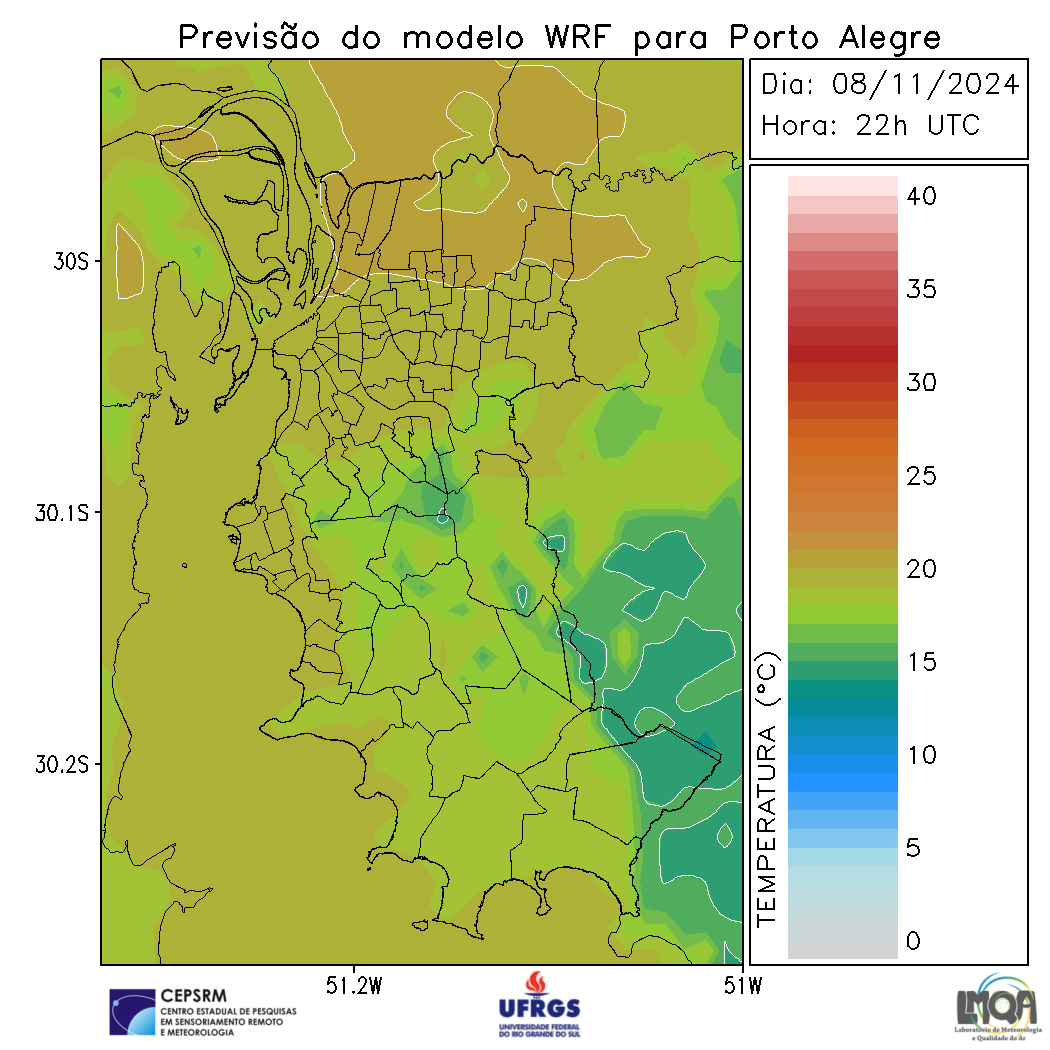 Previsão do modelo WRF para Porto Alegre
Dia: 08/11/2024
Hora: 22h UTC
40
35
30
25
20
15
10
5
0
TEMPERATURA (°C)
30S
30.1S
30.2S
51.2W
51W
CEPSRM
CENTRO ESTADUAL DE PESQUISAS
EM SENSORIAMENTO REMOTO
E METEOROLOGIA
UFRGS
UNIVERSIDADE FEDERAL
DO RIO GRANDE DO SUL
LMQA
Laboratório de Meteorologia
e Qualidade do Ar